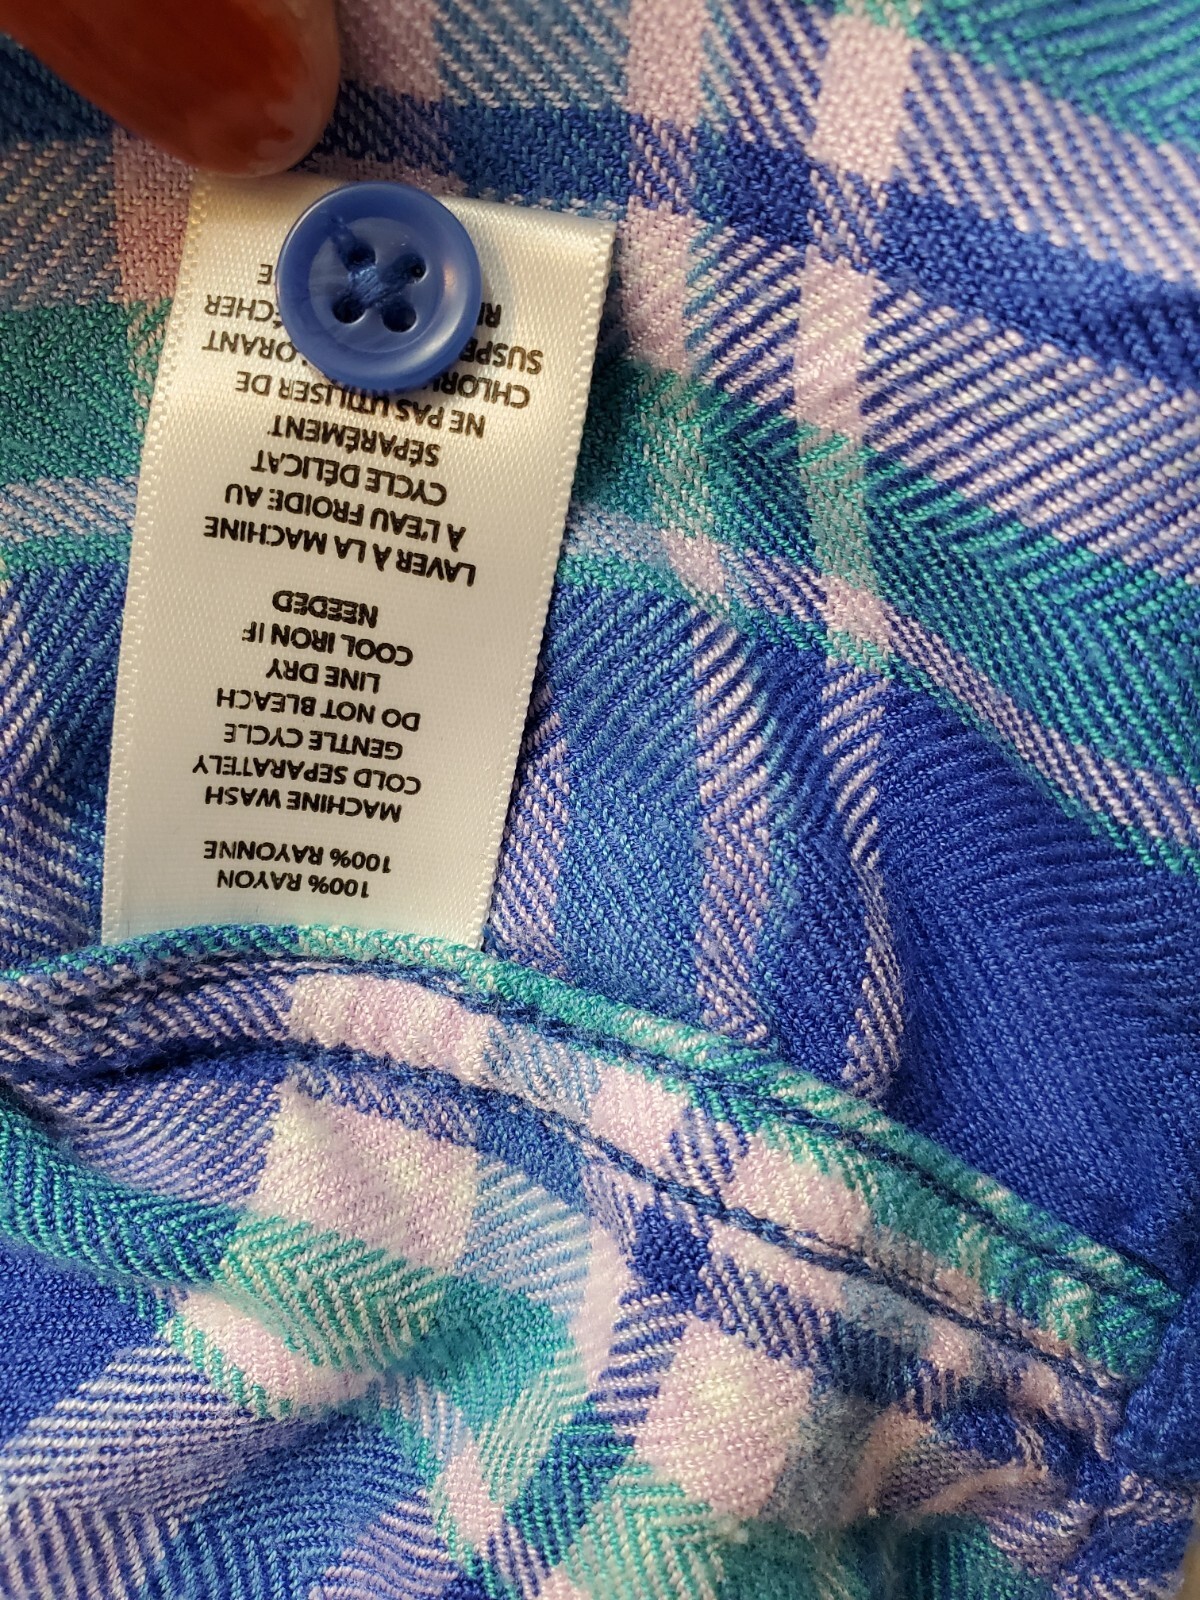 100% RAYON
100% RAYONNE
MACHINE WASH
COLD SEPARATELY
GENTLE CYCLE
DO NOT BLEACH
LINE DRY
COOL IRON IF
NEEDED
LAVER À LA MACHINE
À L'EAU FROIDE AU
CYCLE DÉLICAT
SÉPARÉMENT
NE PAS UTILISER DE